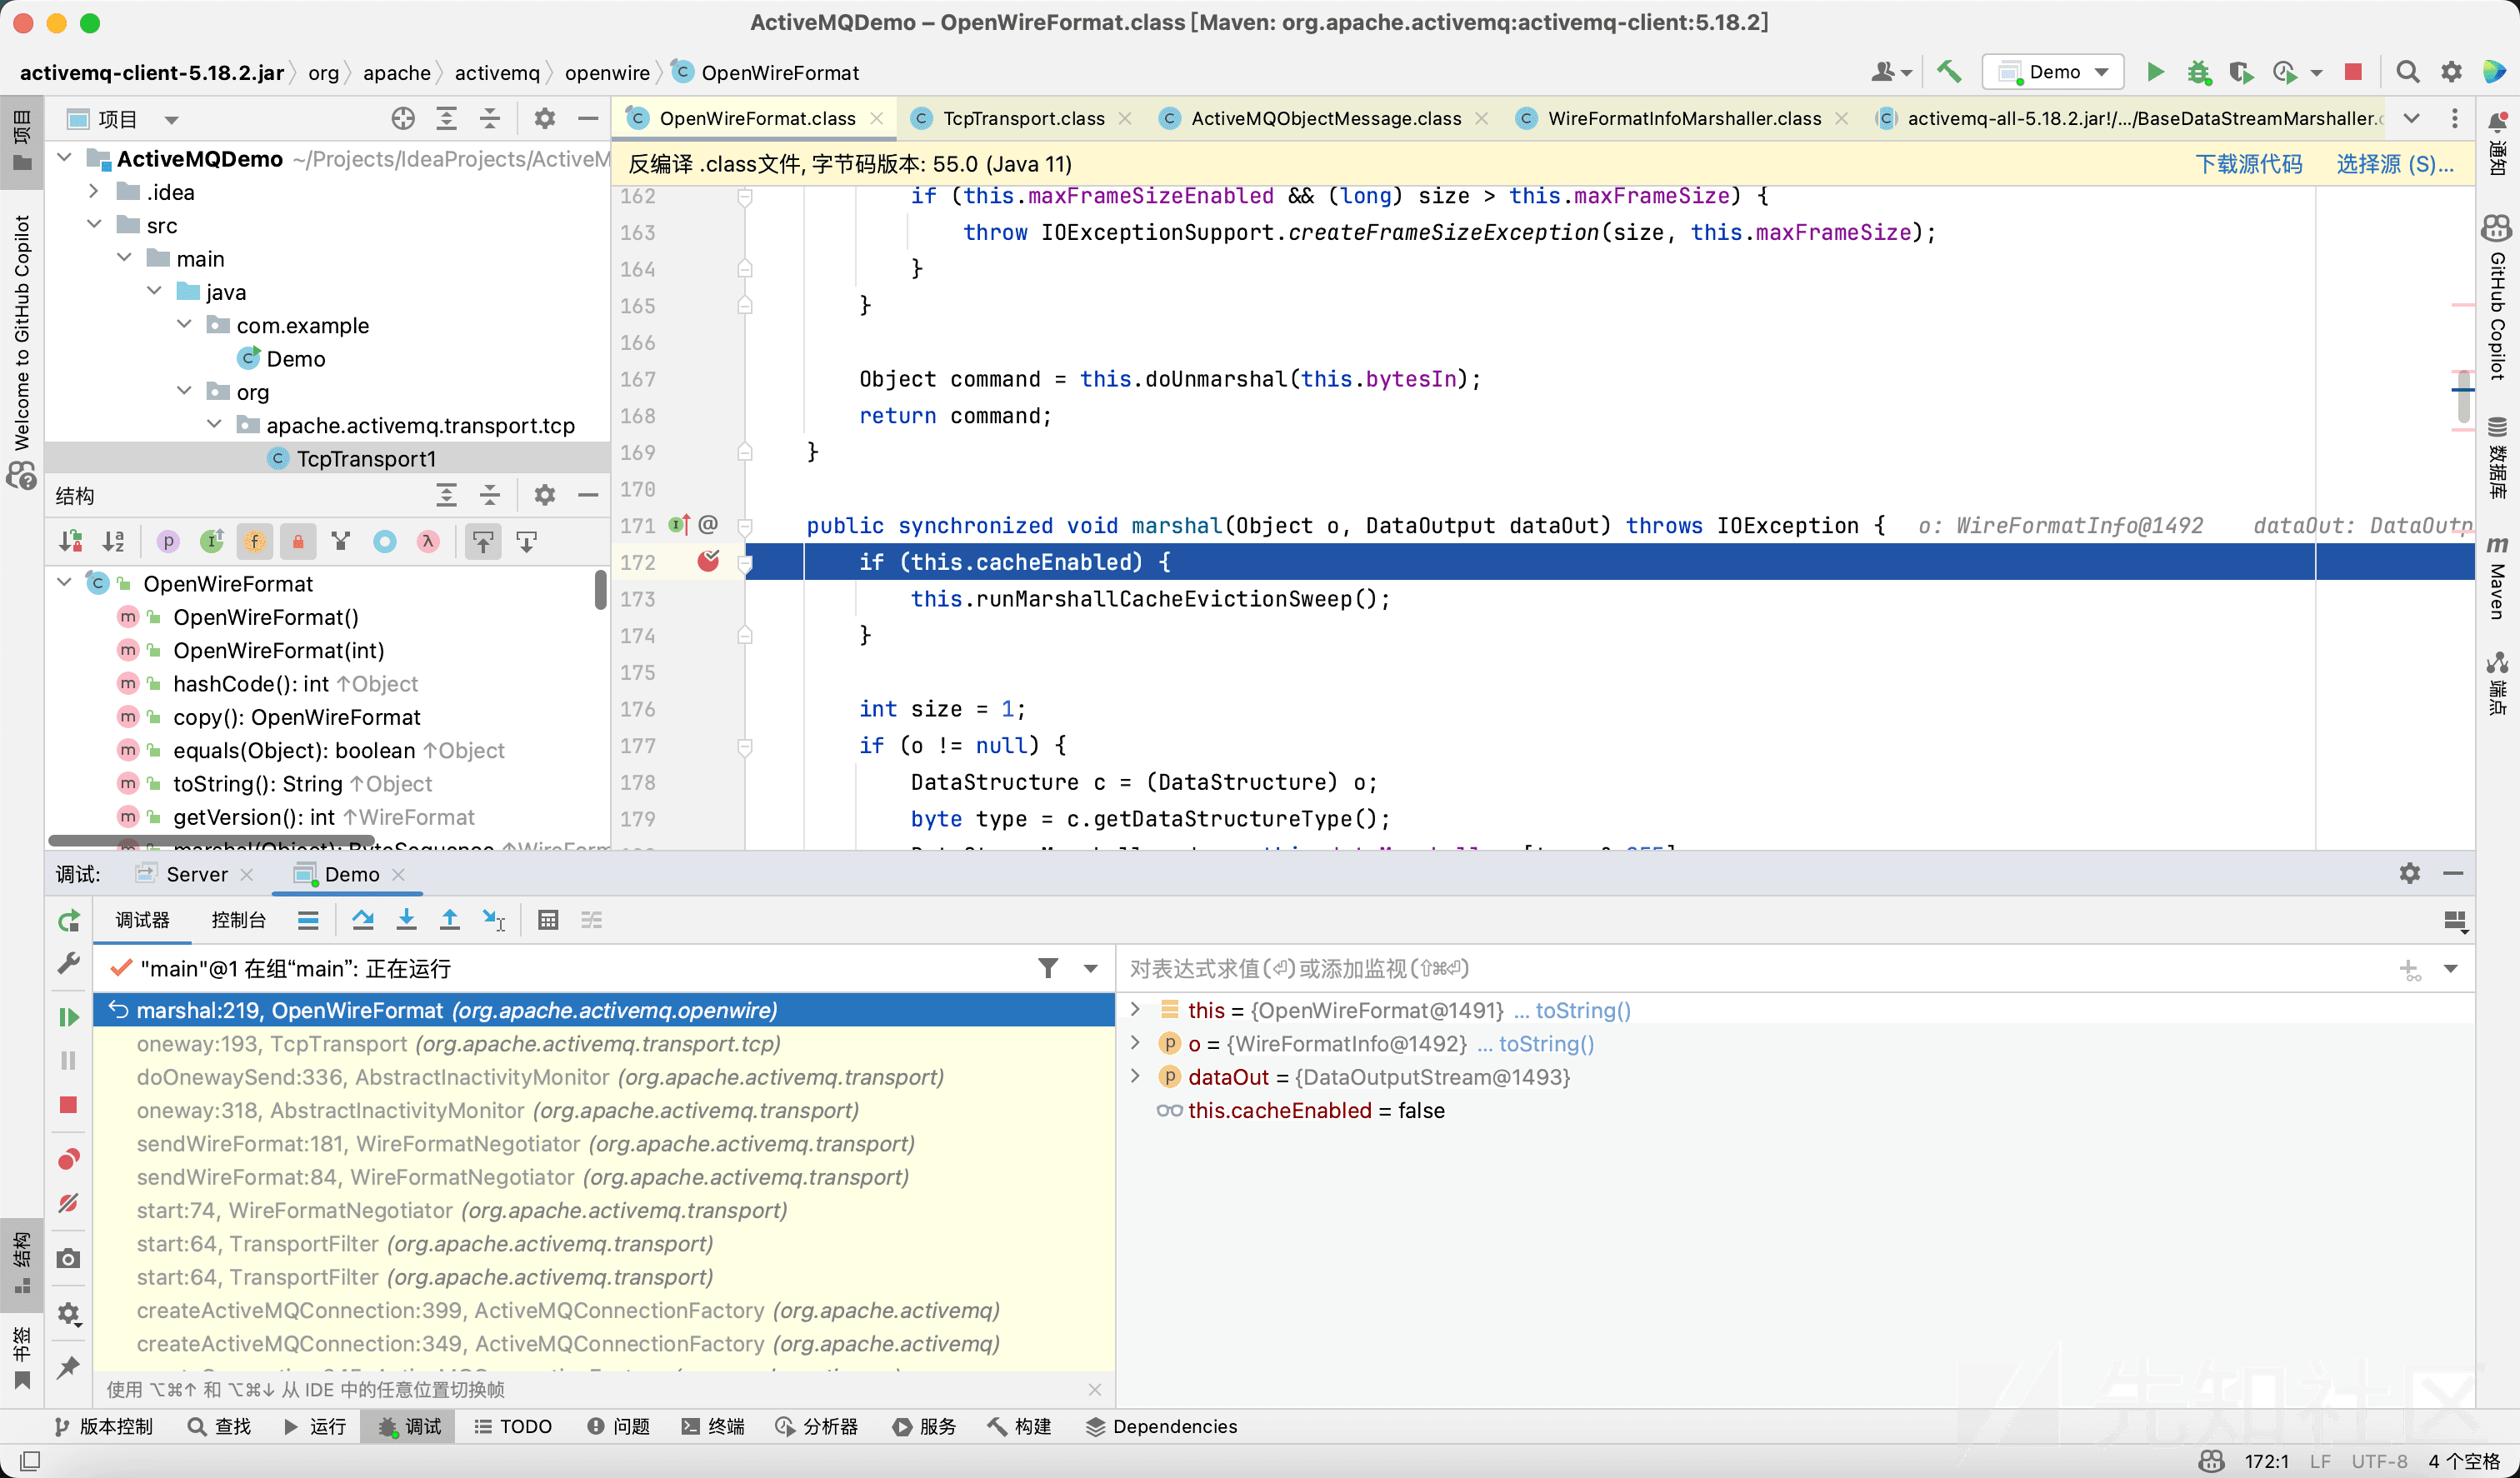 ActiveMQDemo – OpenWireFormat.class [Maven: org.apache.activemq:activemq-client:5.18.2]
activemq-client-5.18.2.jar org apache activemq openwire OpenWireFormat
Demo
项目
OpenWireFormat.class TcpTransport.class ActiveMQObjectMessage.class WireFormatInfoMarshaller.class activemq-all-5.18.2.jar!/.../BaseDataStreamMarshaller.c
反编译 .class文件, 字节码版本: 55.0 (Java 11) 下载源代码 选择源 (S)...
ActiveMQDemo ~/Projects/IdeaProjects/ActiveM
.idea
src
main
java
com.example
Demo
org
apache.activemq.transport.tcp
TcpTransport1
结构
OpenWireFormat
OpenWireFormat()
OpenWireFormat(int)
hashCode(): int ↑Object
copy(): OpenWireFormat
equals(Object): boolean ↑Object
toString(): String ↑Object
getVersion(): int ↑WireFormat
marshal(Object): ByteSequence ↑WireForm
162 if (this.maxFrameSizeEnabled && (long) size > this.maxFrameSize) {
163 throw IOExceptionSupport.createFrameSizeException(size, this.maxFrameSize);
164 }
165 }
166
167 Object command = this.doUnmarshal(this.bytesIn);
168 return command;
169 }
170
171 public synchronized void marshal(Object o, DataOutput dataOut) throws IOException { o: WireFormatInfo@1492 dataOut: DataOutp
172 if (this.cacheEnabled) {
173 this.runMarshallCacheEvictionSweep();
174 }
175
176 int size = 1;
177 if (o != null) {
178 DataStructure c = (DataStructure) o;
179 byte type = c.getDataStructureType();
调试: Server Demo
调试器 控制台
"main"@1 在组“main”: 正在运行
marshal:219, OpenWireFormat (org.apache.activemq.openwire)
oneway:193, TcpTransport (org.apache.activemq.transport.tcp)
doOnewaySend:336, AbstractInactivityMonitor (org.apache.activemq.transport)
oneway:318, AbstractInactivityMonitor (org.apache.activemq.transport)
sendWireFormat:181, WireFormatNegotiator (org.apache.activemq.transport)
sendWireFormat:84, WireFormatNegotiator (org.apache.activemq.transport)
start:74, WireFormatNegotiator (org.apache.activemq.transport)
start:64, TransportFilter (org.apache.activemq.transport)
start:64, TransportFilter (org.apache.activemq.transport)
createActiveMQConnection:399, ActiveMQConnectionFactory (org.apache.activemq)
createActiveMQConnection:349, ActiveMQConnectionFactory (org.apache.activemq)
使用 ⌥⌘↑ 和 ⌥⌘↓ 从 IDE 中的任意位置切换帧
对表达式求值(⏎)或添加监视(⇧⌘⏎)
this = {OpenWireFormat@1491} ... toString()
o = {WireFormatInfo@1492} ... toString()
dataOut = {DataOutputStream@1493}
this.cacheEnabled = false
版本控制 查找 运行 调试 TODO 问题 终端 分析器 服务 构建 Dependencies
172:1 LF UTF-8 4 个空格
项目
Welcome to GitHub Copilot
结构
书签
通知
GitHub Copilot
数据库
Maven
端点
先知社区